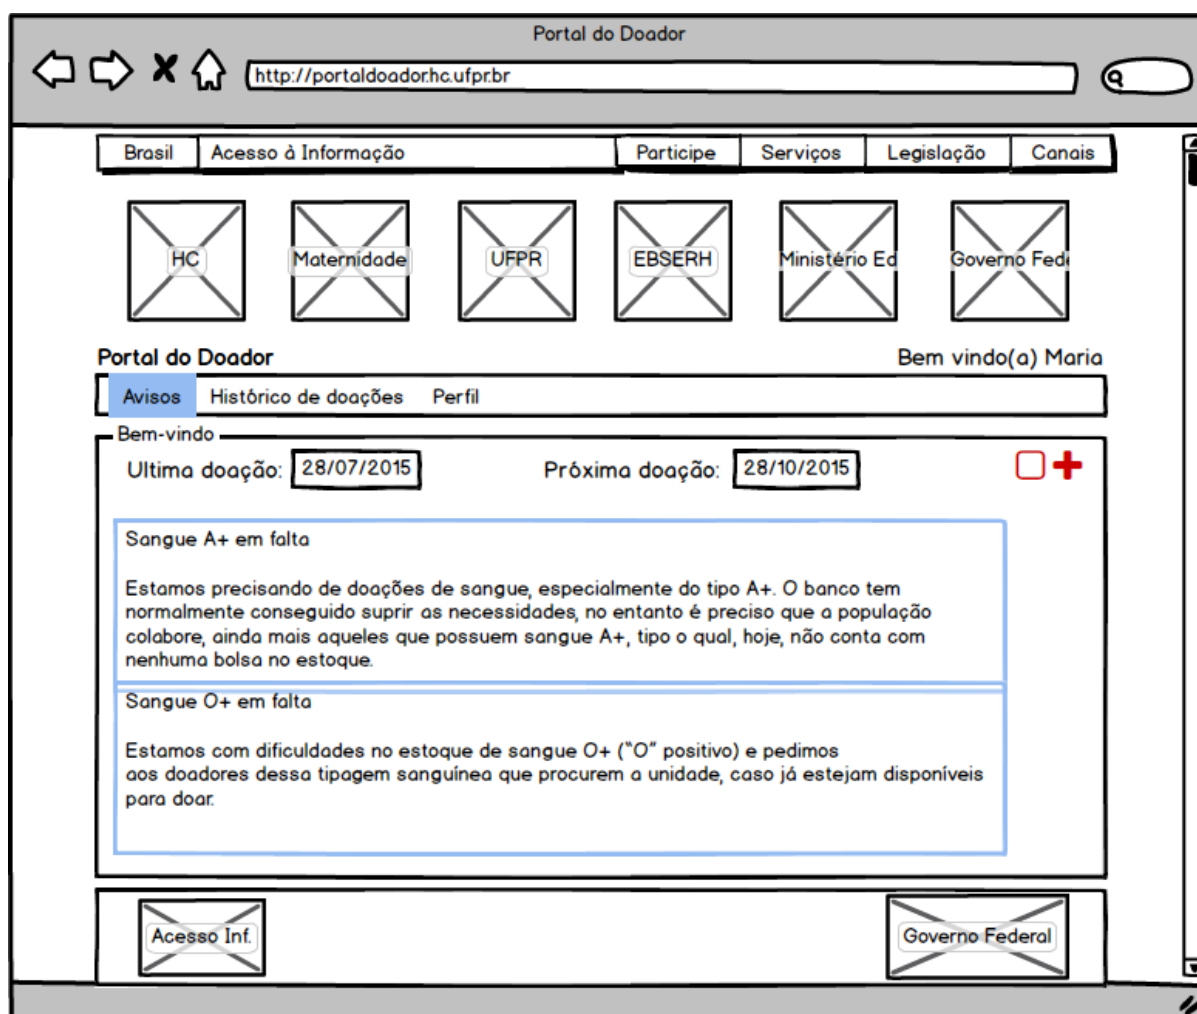 Portal do Doador
http://portaldoador.hc.ufpr.br
Brasil Acesso à Informação Participe Serviços Legislação Canais
HC Maternidade UFPR EBSERH Ministério Ed Governo Fede
Portal do Doador Bem vindo(a) Maria
Avisos Histórico de doações Perfil
Bem-vindo
Ultima doação: 28/07/2015 Próxima doação: 28/10/2015
Sangue A+ em falta
Estamos precisando de doações de sangue, especialmente do tipo A+. O banco tem
normalmente conseguido suprir as necessidades, no entanto é preciso que a população
colabore, ainda mais aqueles que possuem sangue A+, tipo o qual, hoje, não conta com
nenhuma bolsa no estoque.
Sangue O+ em falta
Estamos com dificuldades no estoque de sangue O+ ("O" positivo) e pedimos
aos doadores dessa tipagem sanguínea que procurem a unidade, caso já estejam disponíveis
para doar.
Acesso Inf. Governo Federal